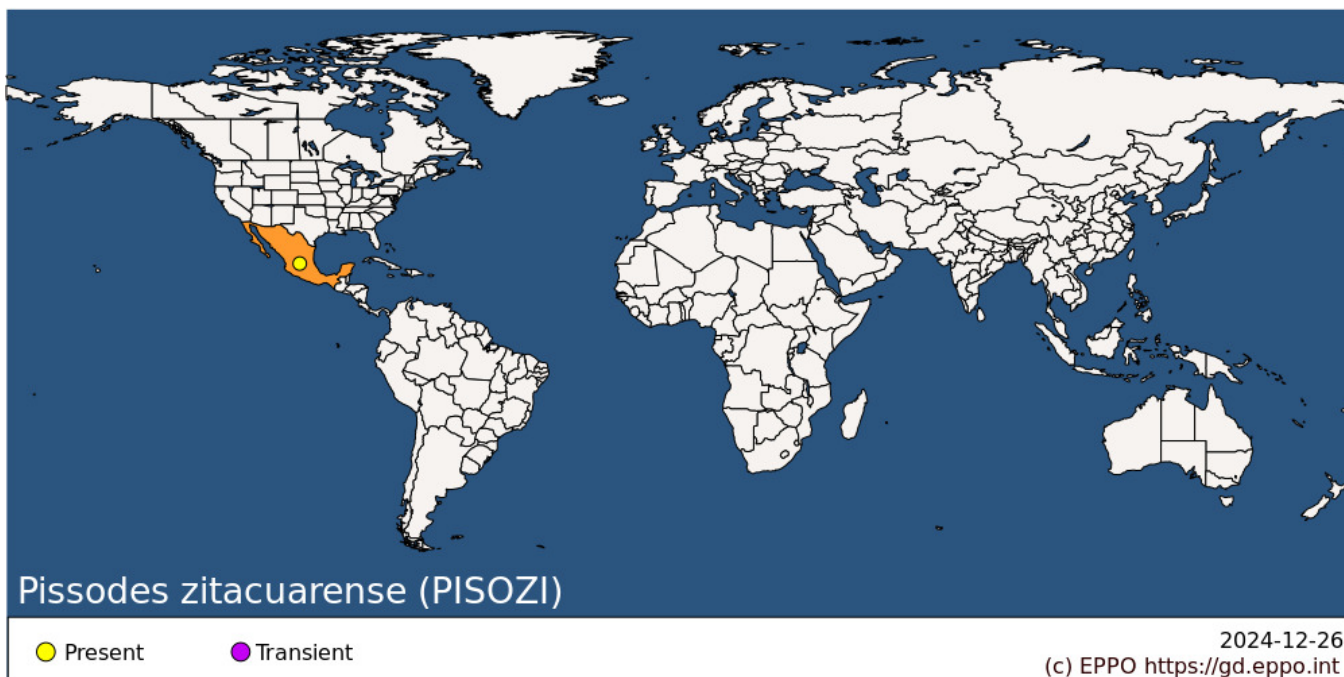 Pissodes zitacuarense (PISOZI)
Present
Transient
2024-12-26
(c) EPPO https://gd.eppo.int